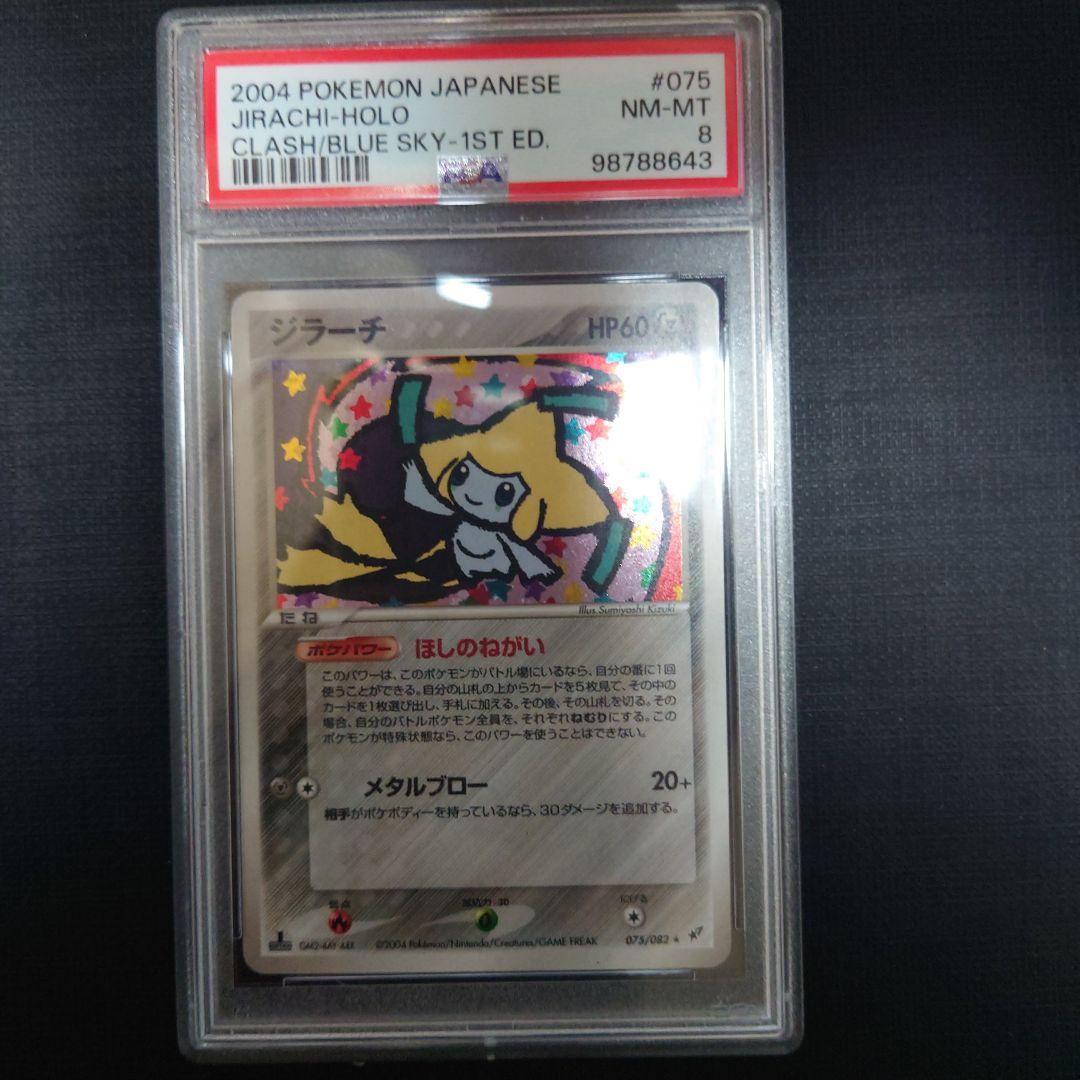 2004 POKEMON JAPANESE #075
JIRACHI-HOLO NM-MT
CLASH/BLUE SKY-1ST ED. 8
PSA 98788643
ジラーチ HP60
Illus.Sumiyoshi Kizuki
たね
ポケパワー ほしのねがい
このパワーは、このポケモンがバトル場にいるなら、自分の番に1回
使うことができる。自分の山札の上からカードを5枚見て、その中の
カードを1枚選び出し、手札に加える。その後、その山札を切る。その
場合、自分のバトルポケモン全員を、それぞれねむりにする。この
ポケモンが特殊状態なら、このパワーを使うことはできない。
メタルブロー 20+
相手がポケボディーを持っているなら、30ダメージを追加する。
弱点 抵抗力 -30 にげる
1
©2004 Pokémon/Nintendo/Creatures/GAME FREAK 075/082 ★